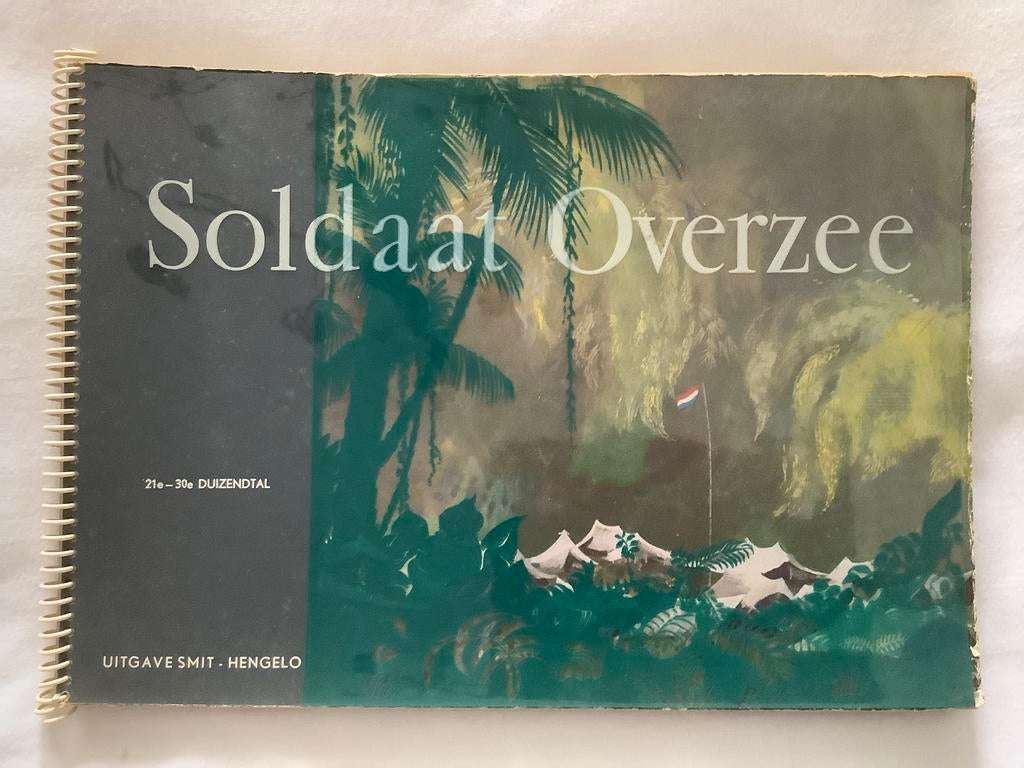 Soldaat Overzee
21e – 30e DUIZENDTAL
UITGAVE SMIT - HENGELO